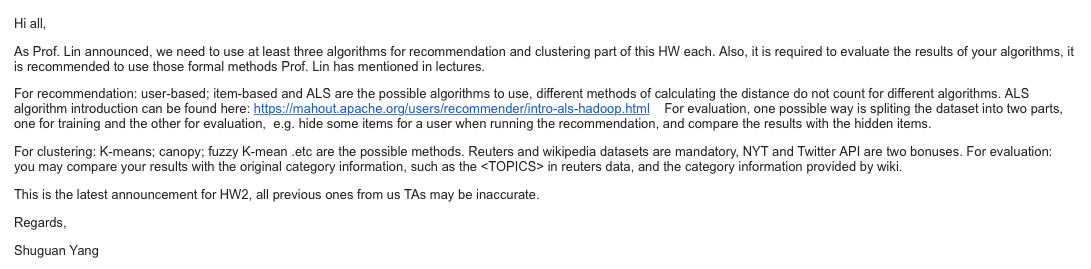 Hi all,
As Prof. Lin announced, we need to use at least three algorithms for recommendation and clustering part of this HW each. Also, it is required to evaluate the results of your algorithms, it
is recommended to use those formal methods Prof. Lin has mentioned in lectures.
For recommendation: user-based; item-based and ALS are the possible algorithms to use, different methods of calculating the distance do not count for different algorithms. ALS
algorithm introduction can be found here: https://mahout.apache.org/users/recommender/intro-als-hadoop.html For evaluation, one possible way is spliting the dataset into two parts,
one for training and the other for evaluation, e.g. hide some items for a user when running the recommendation, and compare the results with the hidden items.
For clustering: K-means; canopy; fuzzy K-mean .etc are the possible methods. Reuters and wikipedia datasets are mandatory, NYT and Twitter API are two bonuses. For evaluation:
you may compare your results with the original category information, such as the <TOPICS> in reuters data, and the category information provided by wiki.
This is the latest announcement for HW2, all previous ones from us TAs may be inaccurate.
Regards,
Shuguan Yang